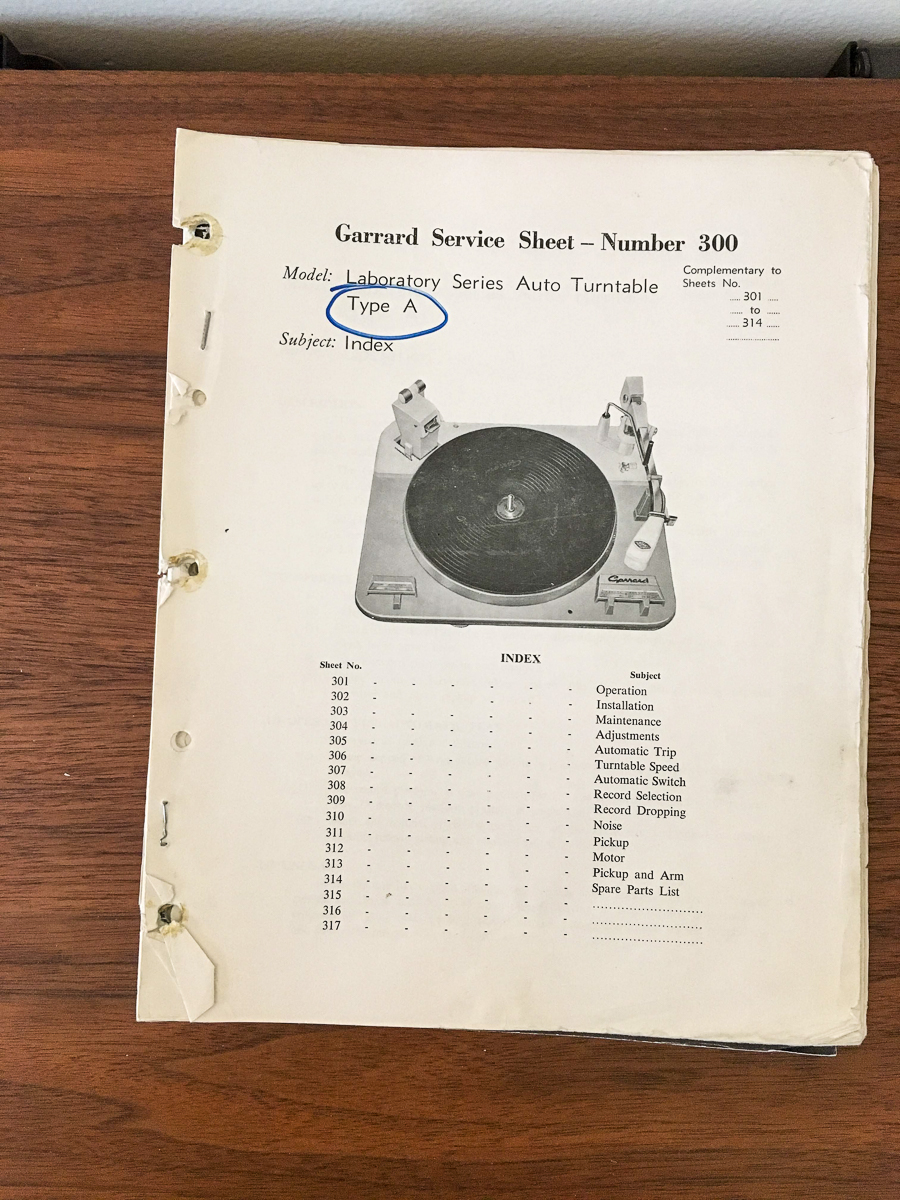 Garrard Service Sheet – Number 300
Model: Laboratory Series Auto Turntable
Type A
Complementary to
Sheets No.
..... 301 .....
..... to .....
...... 314 ......
.......................
Subject: Index
Garrard
INDEX
Sheet No. Subject
301 - - - - - - Operation
302 - - - - Installation
303 - - - - - - Maintenance
304 - - - - - - Adjustments
305 - - - - - - Automatic Trip
306 - - - - - - Turntable Speed
307 - - - - - - Automatic Switch
308 - - - - - - Record Selection
309 - - - - - - Record Dropping
310 - - - - - - Noise
311 - - - - - - Pickup
312 - - - - - - Motor
313 - - - - - - Pickup and Arm
314 - - - - - - Spare Parts List
315 - - - - - - ..............................
316 - - - - - - ..............................
317 - - - - - - ..............................